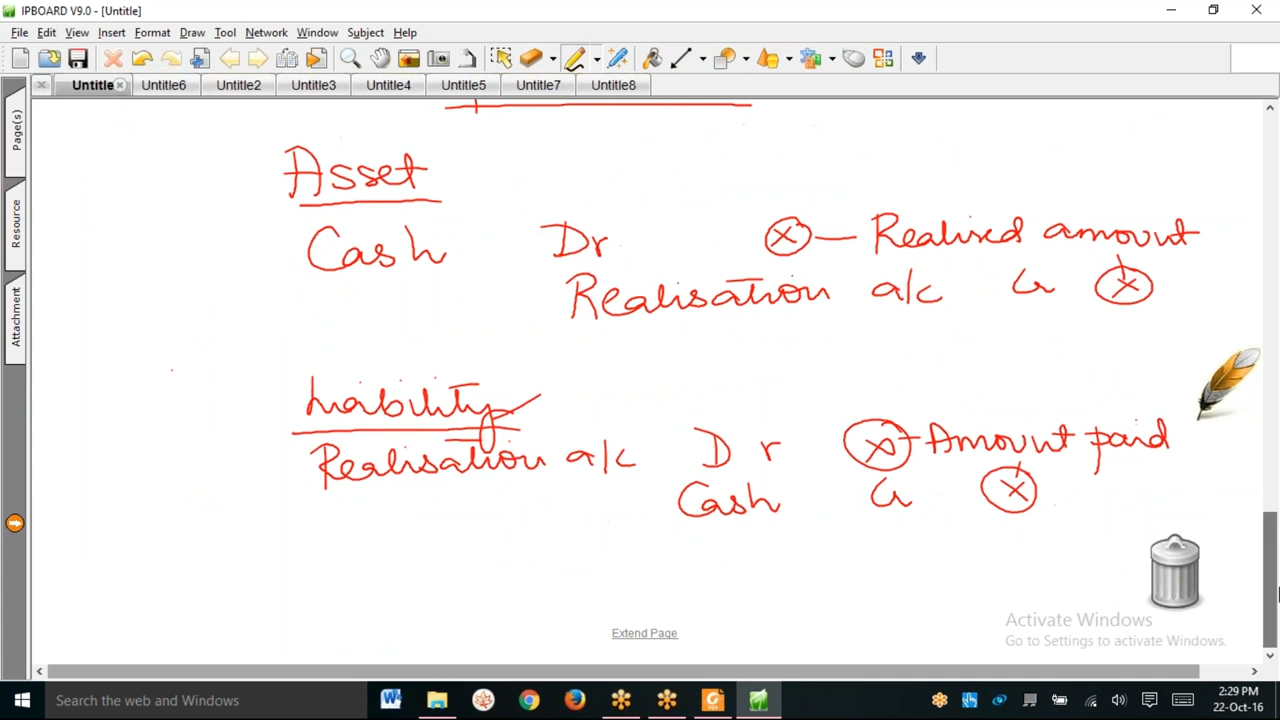 IPBOARD V9.0 - [Untitle]
File Edit View Insert Format Draw Tool Network Window Subject Help
Untitle Untitle6 Untitle2 Untitle3 Untitle4 Untitle5 Untitle7 Untitle8
Page(s)
Resource
Attachment
Asset
Cash Dr X — Realised amount
Realisation a/c Cr X
Liability
Realisation a/c Dr X - Amount paid
Cash Cr X
Activate Windows
Go to Settings to activate Windows.
Extend Page
Search the web and Windows
2:29 PM
22-Oct-16